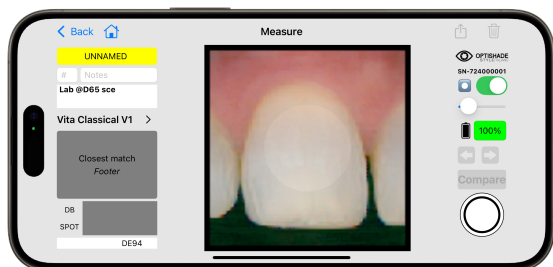 Back
Measure
UNNAMED
#
Notes
Lab @D65 sce
Vita Classical V1
Closest match
Footer
DB
SPOT
DE94
OPTISHADE
SN-724000001
100%
Compare